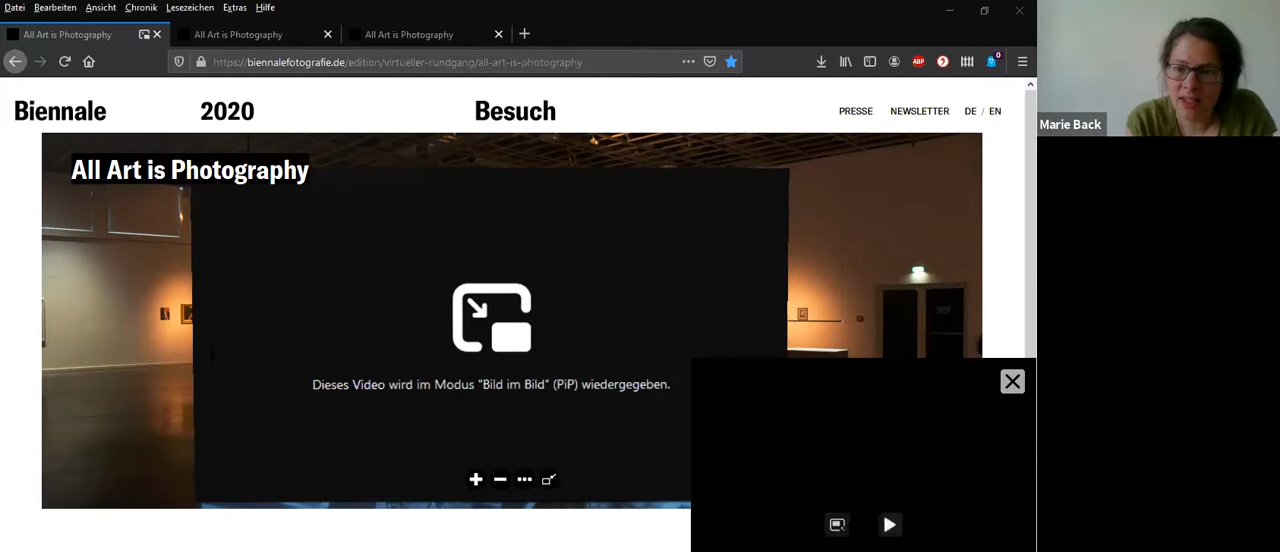 Datei Bearbeiten Ansicht Chronik Lesezeichen Extras Hilfe
All Art is Photography All Art is Photography All Art is Photography
https://biennalefotografie.de/edition/virtueller-rundgang/all-art-is-photography
ABP
0
Biennale 2020 Besuch PRESSE NEWSLETTER DE / EN
Marie Back
All Art is Photography
Dieses Video wird im Modus "Bild im Bild" (PiP) wiedergegeben.